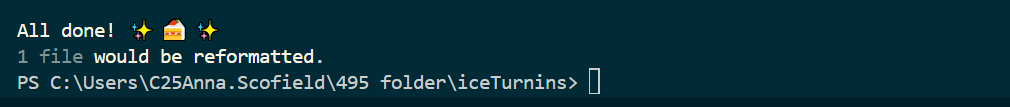 All done! ✨ 🍰 ✨
1 file would be reformatted.
PS C:\Users\C25Anna.Scofield\495 folder\iceTurnins>